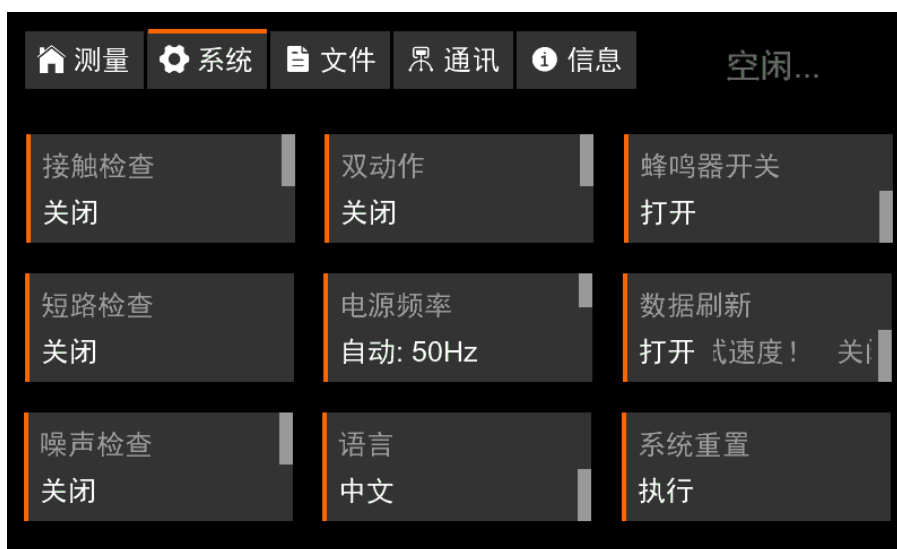 测量 系统 文件 通讯 信息 空闲...
接触检查 双动作 蜂鸣器开关
关闭 关闭 打开
短路检查 电源频率 数据刷新
关闭 自动: 50Hz 打开 式速度！ 关
噪声检查 语言 系统重置
关闭 中文 执行